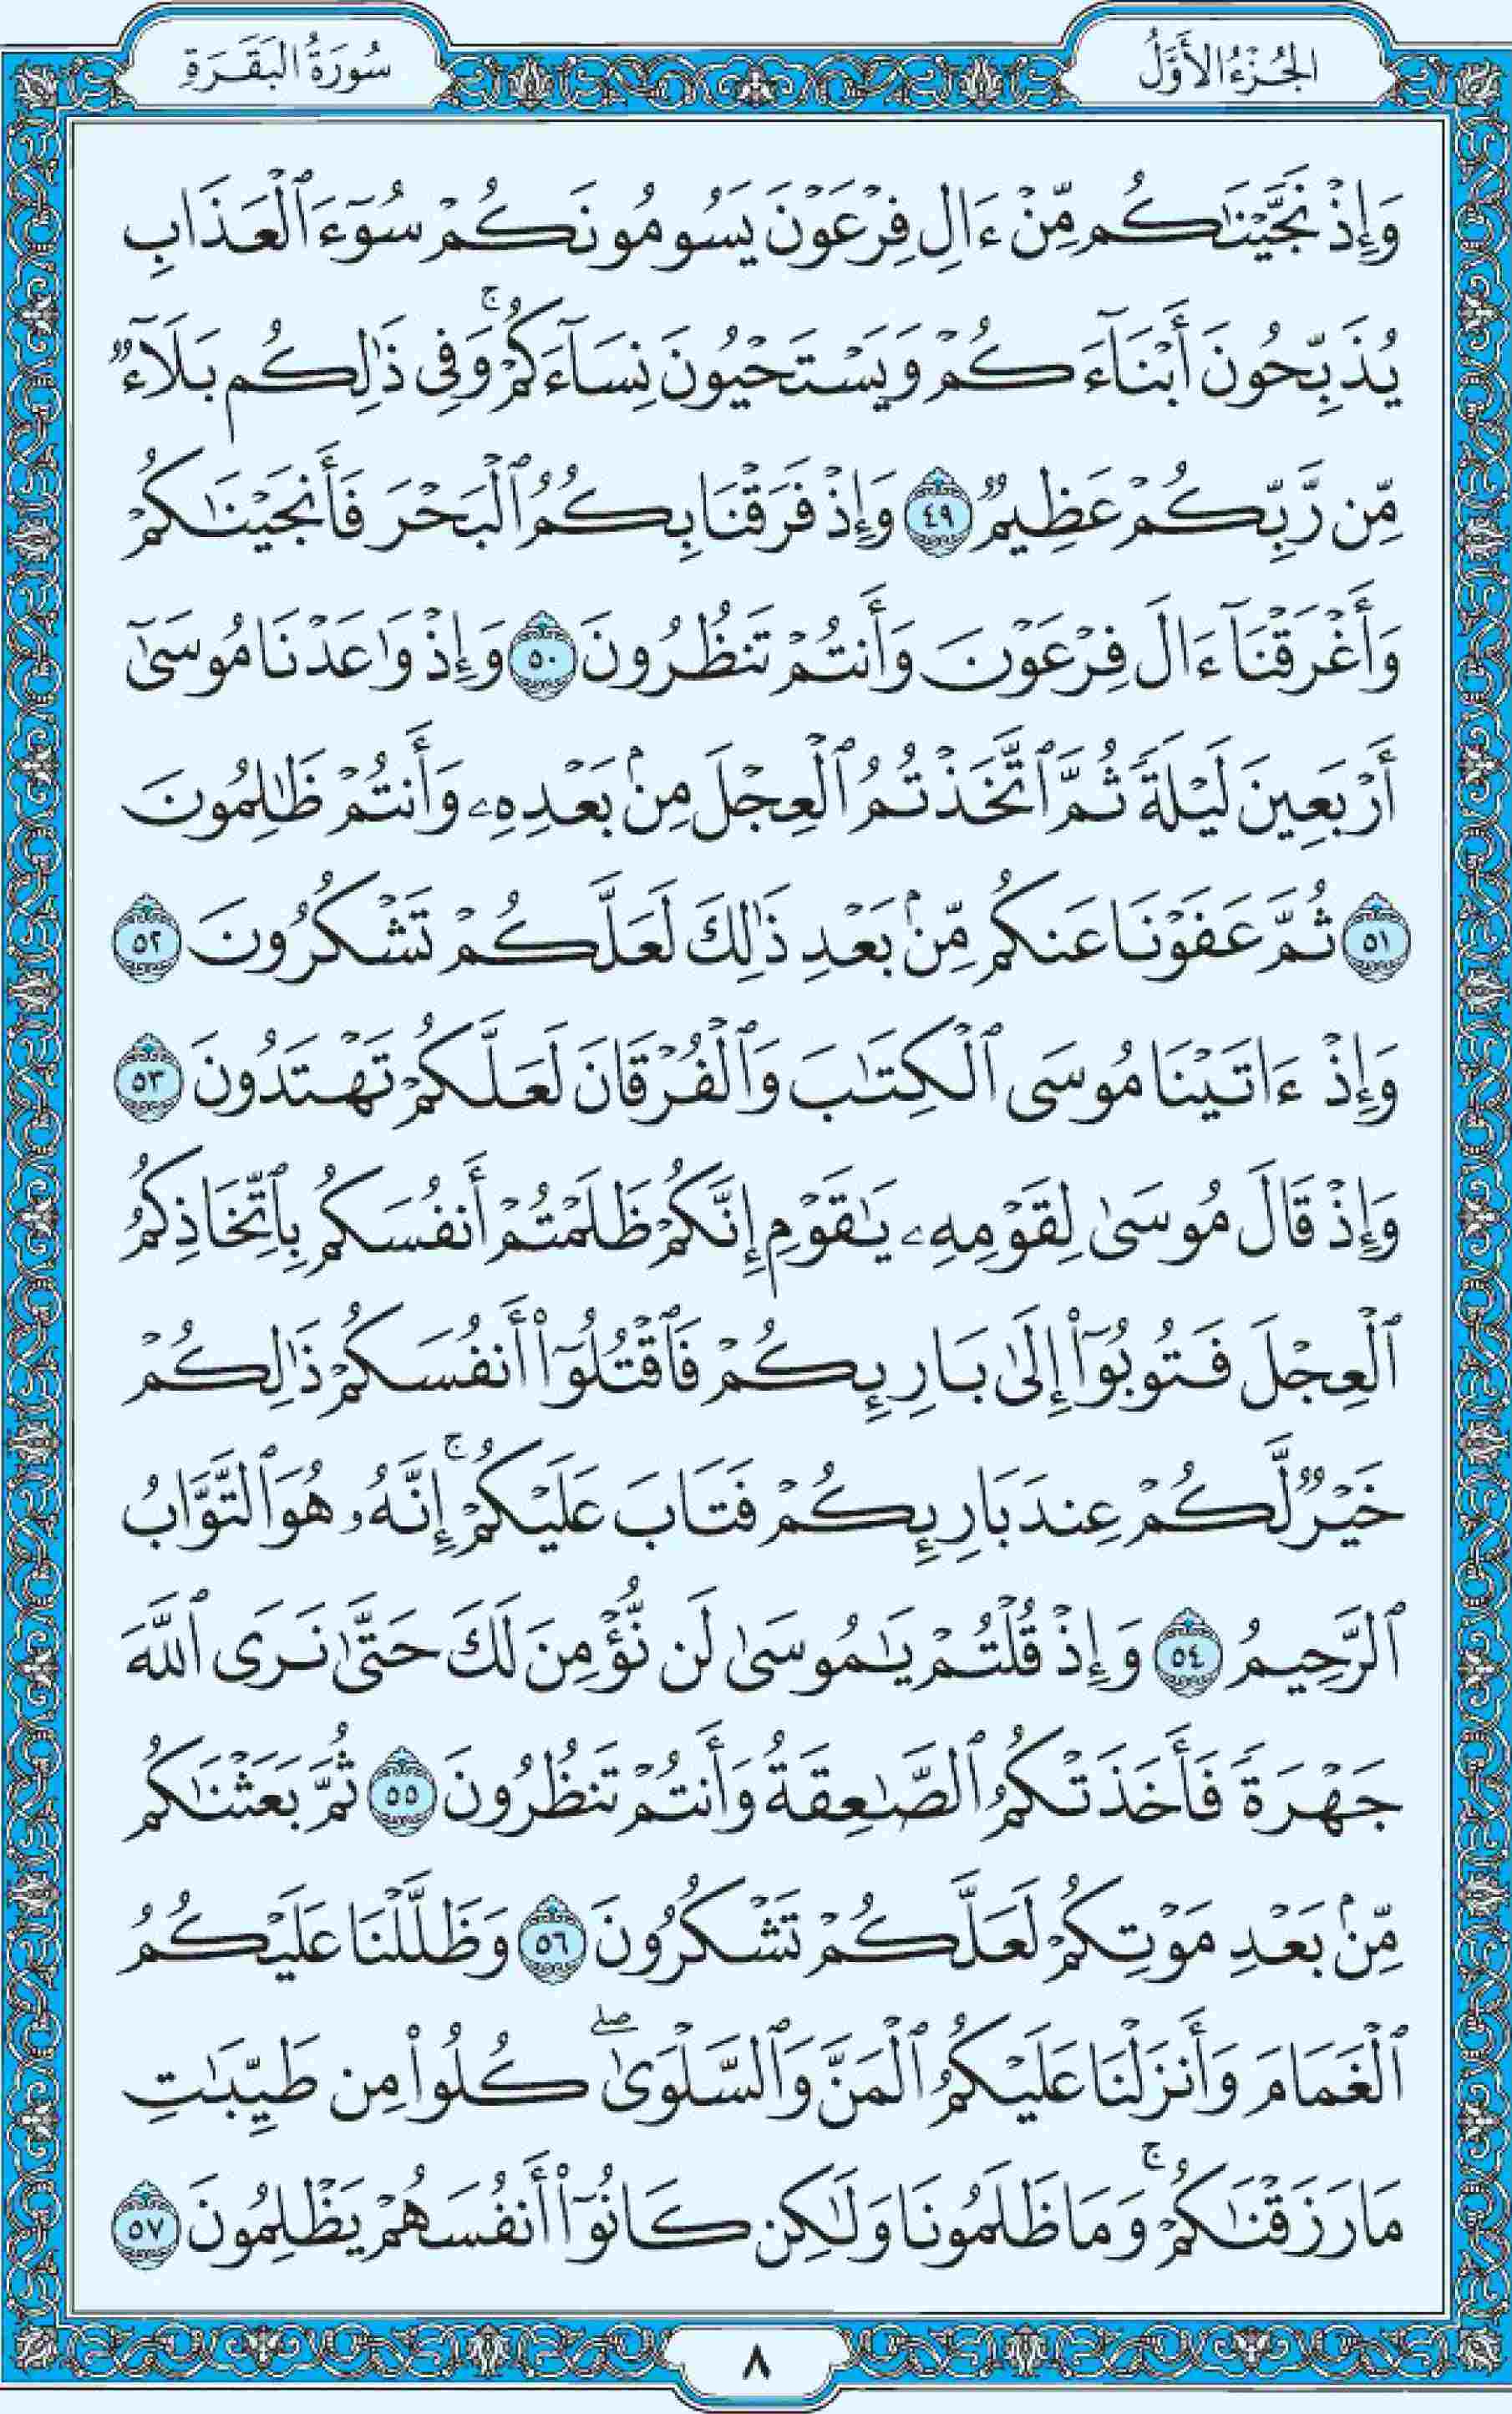 الجُزْءُ الأَوَّلُ
سُورَةُ البَقَرَةِ
وَإِذْ نَجَّيْنَٰكُم مِّنْ ءَالِ فِرْعَوْنَ يَسُومُونَكُمْ سُوٓءَ ٱلْعَذَابِ
يُذَبِّحُونَ أَبْنَآءَكُمْ وَيَسْتَحْيُونَ نِسَآءَكُمْ ۚ وَفِى ذَٰلِكُم بَلَآءٌ
مِّن رَّبِّكُمْ عَظِيمٌ ٤٩ وَإِذْ فَرَقْنَا بِكُمُ ٱلْبَحْرَ فَأَنجَيْنَٰكُمْ
وَأَغْرَقْنَآ ءَالَ فِرْعَوْنَ وَأَنتُمْ تَنظُرُونَ ٥٠ وَإِذْ وَٰعَدْنَا مُوسَىٰٓ
أَرْبَعِينَ لَيْلَةً ثُمَّ ٱتَّخَذْتُمُ ٱلْعِجْلَ مِنۢ بَعْدِهِۦ وَأَنتُمْ ظَٰلِمُونَ
٥١ ثُمَّ عَفَوْنَا عَنكُم مِّنۢ بَعْدِ ذَٰلِكَ لَعَلَّكُمْ تَشْكُرُونَ ٥٢
وَإِذْ ءَاتَيْنَا مُوسَى ٱلْكِتَٰبَ وَٱلْفُرْقَانَ لَعَلَّكُمْ تَهْتَدُونَ ٥٣
وَإِذْ قَالَ مُوسَىٰ لِقَوْمِهِۦ يَٰقَوْمِ إِنَّكُمْ ظَلَمْتُمْ أَنفُسَكُم بِٱتِّخَاذِكُمُ
ٱلْعِجْلَ فَتُوبُوٓا۟ إِلَىٰ بَارِئِكُمْ فَٱقْتُلُوٓا۟ أَنفُسَكُمْ ذَٰلِكُمْ
خَيْرٌ لَّكُمْ عِندَ بَارِئِكُمْ فَتَابَ عَلَيْكُمْ ۚ إِنَّهُۥ هُوَ ٱلتَّوَّابُ
ٱلرَّحِيمُ ٥٤ وَإِذْ قُلْتُمْ يَٰمُوسَىٰ لَن نُّؤْمِنَ لَكَ حَتَّىٰ نَرَى ٱللَّهَ
جَهْرَةً فَأَخَذَتْكُمُ ٱلصَّٰعِقَةُ وَأَنتُمْ تَنظُرُونَ ٥٥ ثُمَّ بَعَثْنَٰكُم
مِّنۢ بَعْدِ مَوْتِكُمْ لَعَلَّكُمْ تَشْكُرُونَ ٥٦ وَظَلَّلْنَا عَلَيْكُمُ
ٱلْغَمَامَ وَأَنزَلْنَا عَلَيْكُمُ ٱلْمَنَّ وَٱلسَّلْوَىٰ ۖ كُلُوا۟ مِن طَيِّبَٰتِ
مَا رَزَقْنَٰكُمْ ۚ وَمَا ظَلَمُونَا وَلَٰكِن كَانُوٓا۟ أَنفُسَهُمْ يَظْلِمُونَ ٥٧
٨